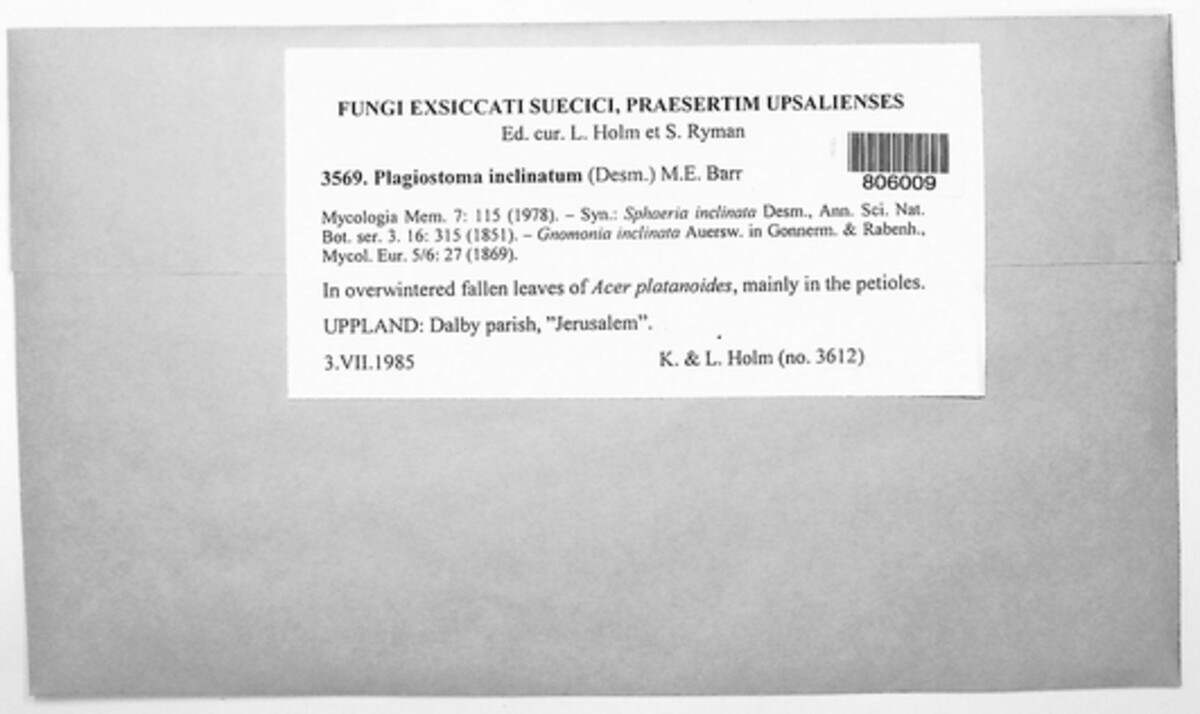 FUNGI EXSICCATI SUECICI, PRAESERTIM UPSALIENSES
Ed. cur. L. Holm et S. Ryman
806009
3569. Plagiostoma inclinatum (Desm.) M.E. Barr
Mycologia Mem. 7: 115 (1978). – Syn.: Sphaeria inclinata Desm., Ann. Sci. Nat.
Bot. ser. 3. 16: 315 (1851). – Gnomonia inclinata Auersw. in Gonnerm. & Rabenh.,
Mycol. Eur. 5/6: 27 (1869).
In overwintered fallen leaves of Acer platanoides, mainly in the petioles.
UPPLAND: Dalby parish, "Jerusalem".
3.VII.1985 K. & L. Holm (no. 3612)